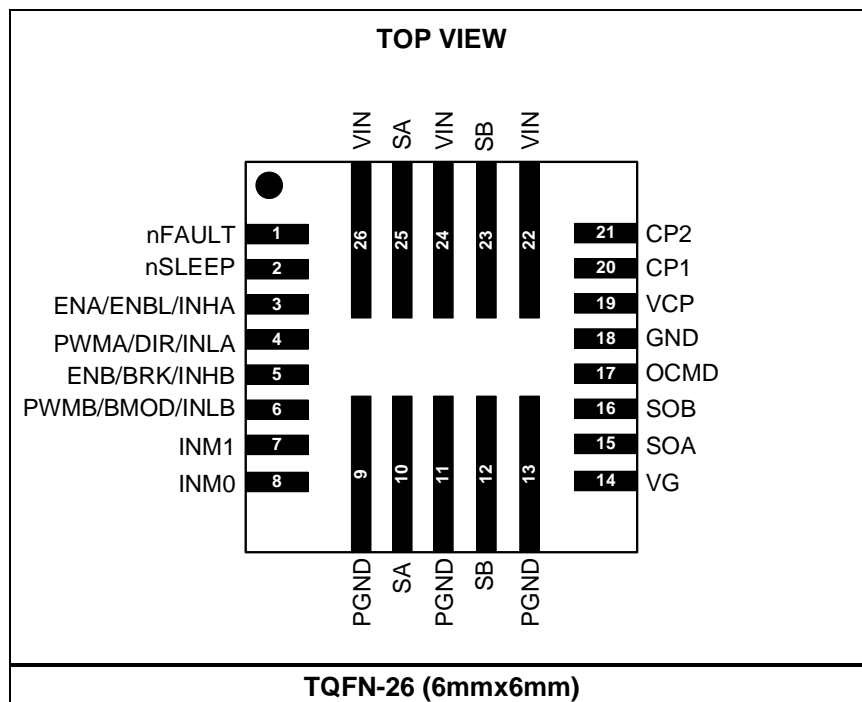 TOP VIEW
VIN SA VIN SB VIN
26 25 24 23 22
nFAULT 1
nSLEEP 2
ENA/ENBL/INHA 3
PWMA/DIR/INLA 4
ENB/BRK/INHB 5
PWMB/BMOD/INLB 6
INM1 7
INM0 8
21 CP2
20 CP1
19 VCP
18 GND
17 OCMD
16 SOB
15 SOA
14 VG
9 10 11 12 13
PGND SA PGND SB PGND
TQFN-26 (6mmx6mm)